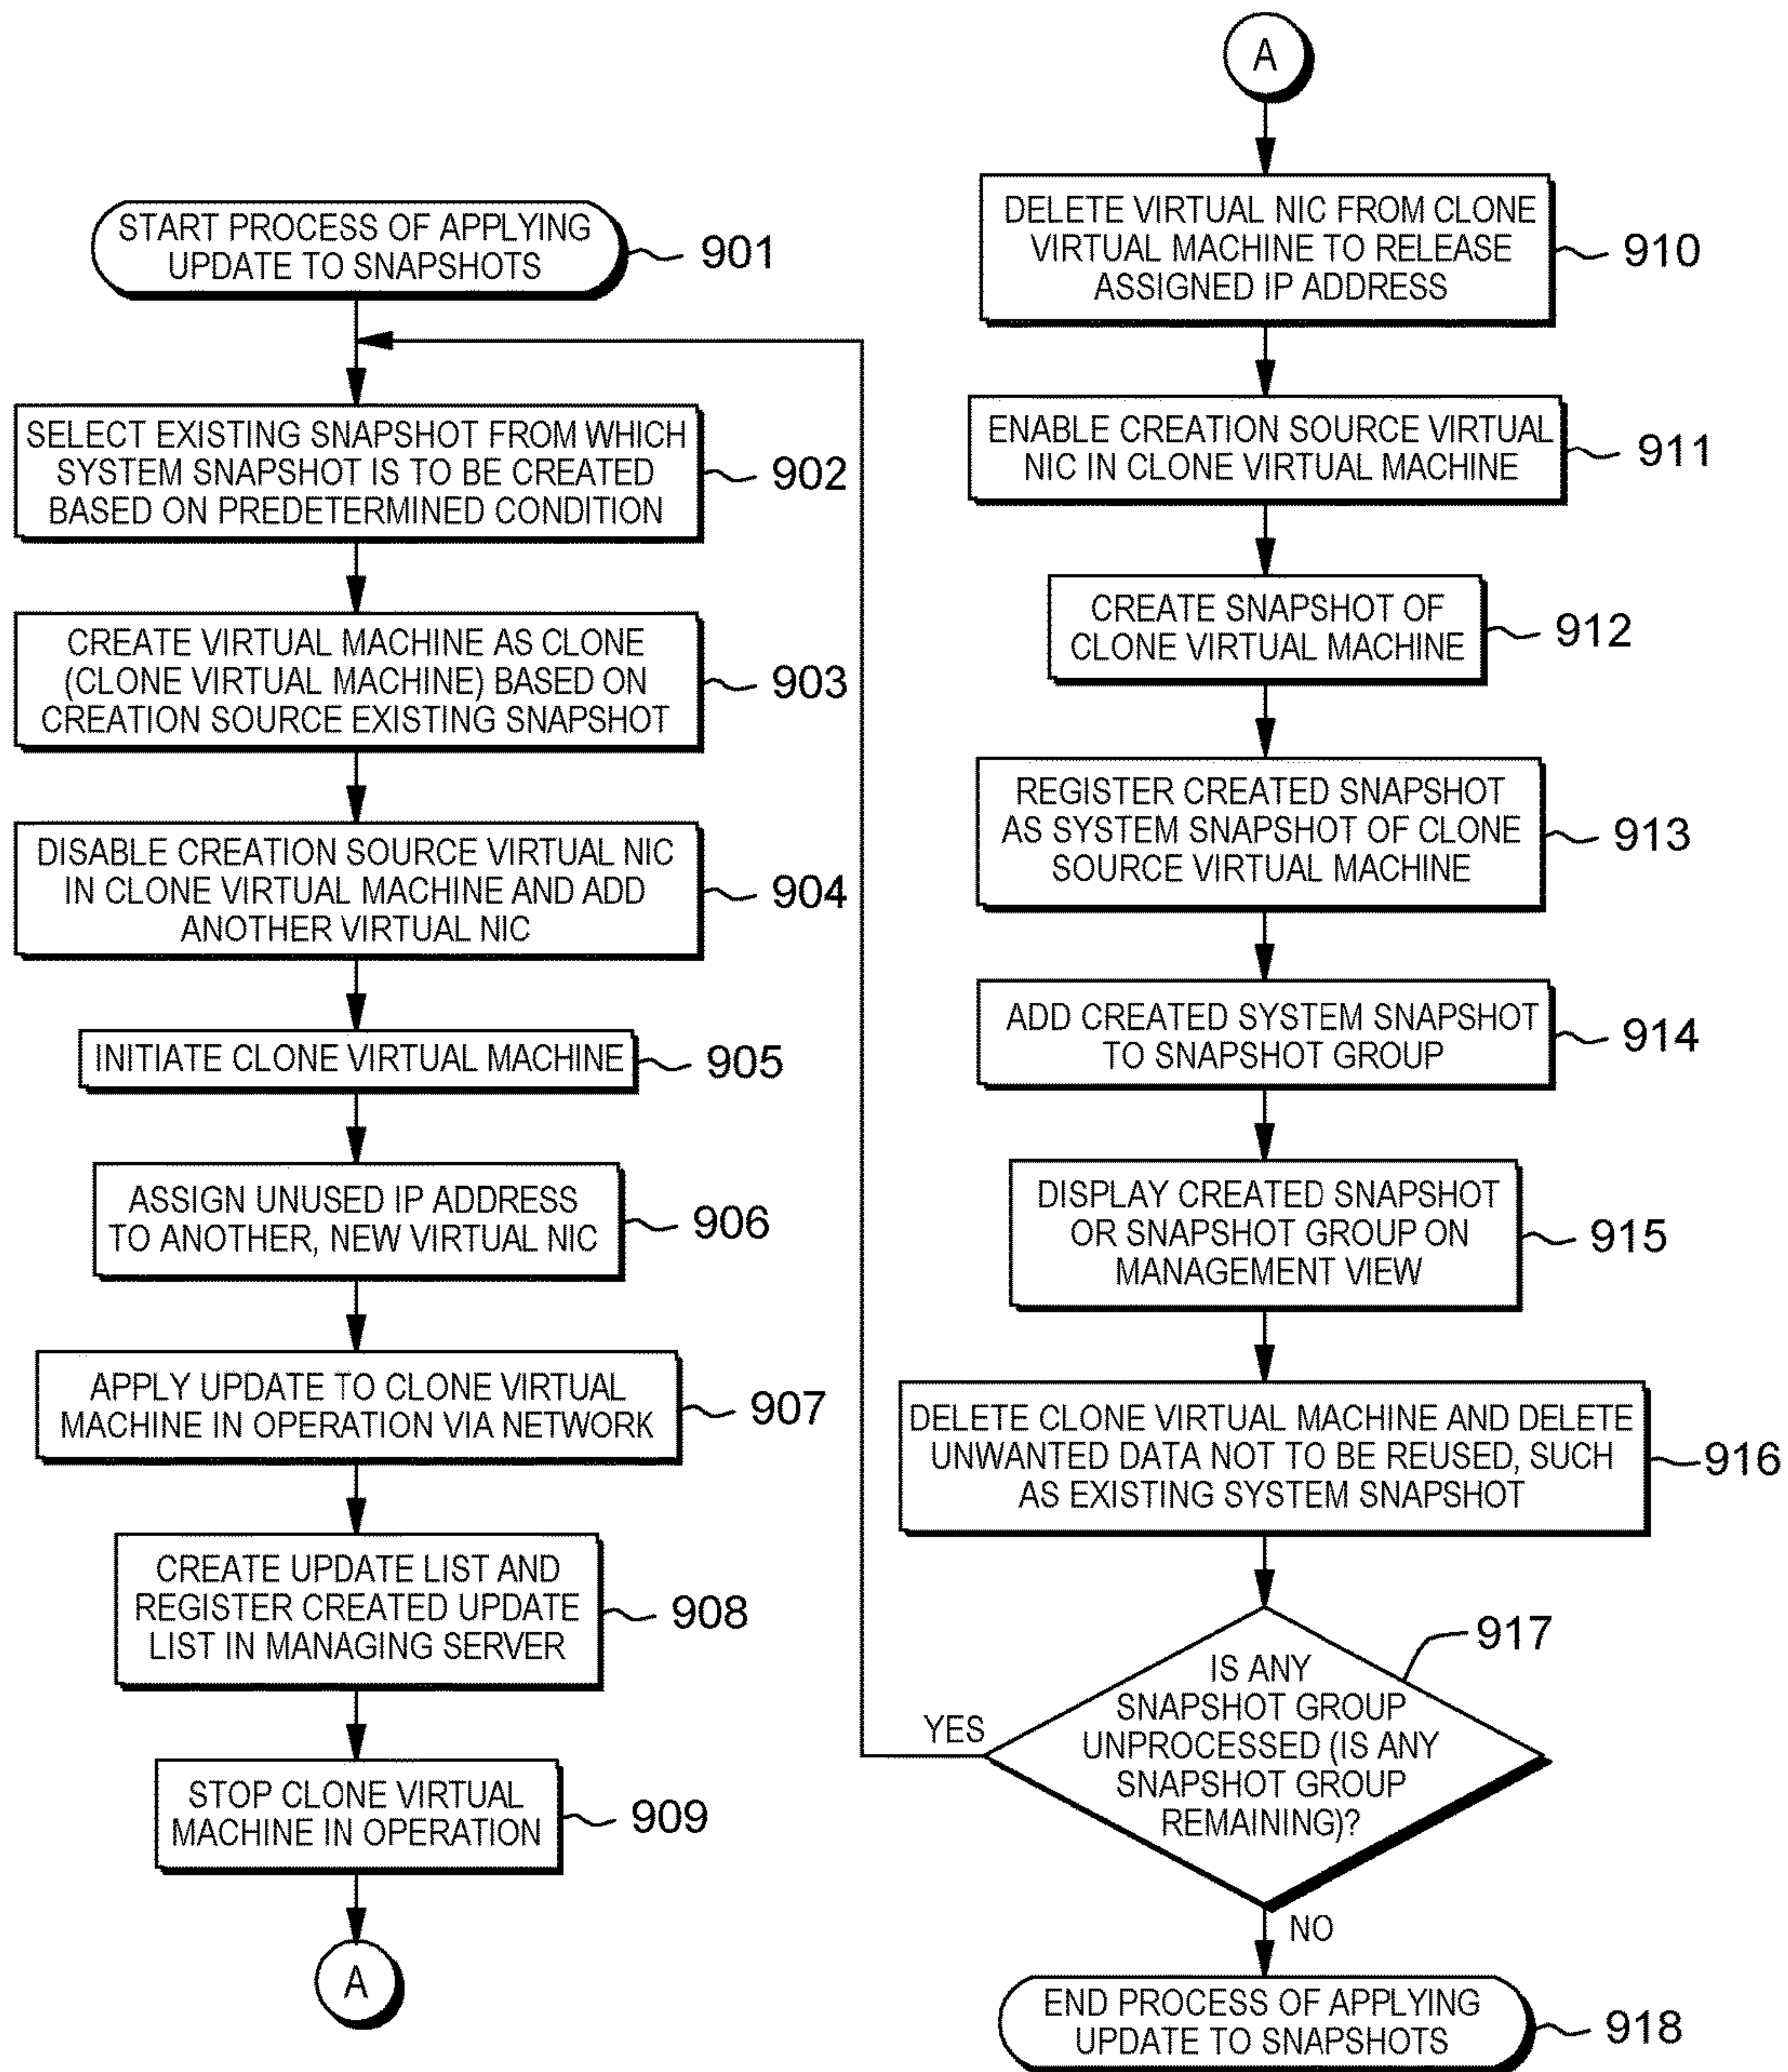 START PROCESS OF APPLYING
UPDATE TO SNAPSHOTS
901
SELECT EXISTING SNAPSHOT FROM WHICH
SYSTEM SNAPSHOT IS TO BE CREATED
BASED ON PREDETERMINED CONDITION
902
CREATE VIRTUAL MACHINE AS CLONE
(CLONE VIRTUAL MACHINE) BASED ON
CREATION SOURCE EXISTING SNAPSHOT
903
DISABLE CREATION SOURCE VIRTUAL NIC
IN CLONE VIRTUAL MACHINE AND ADD
ANOTHER VIRTUAL NIC
904
INITIATE CLONE VIRTUAL MACHINE
905
ASSIGN UNUSED IP ADDRESS
TO ANOTHER, NEW VIRTUAL NIC
906
APPLY UPDATE TO CLONE VIRTUAL
MACHINE IN OPERATION VIA NETWORK
907
CREATE UPDATE LIST AND
REGISTER CREATED UPDATE
LIST IN MANAGING SERVER
908
STOP CLONE VIRTUAL
MACHINE IN OPERATION
909
A
A
DELETE VIRTUAL NIC FROM CLONE
VIRTUAL MACHINE TO RELEASE
ASSIGNED IP ADDRESS
910
ENABLE CREATION SOURCE VIRTUAL
NIC IN CLONE VIRTUAL MACHINE
911
CREATE SNAPSHOT OF
CLONE VIRTUAL MACHINE
912
REGISTER CREATED SNAPSHOT
AS SYSTEM SNAPSHOT OF CLONE
SOURCE VIRTUAL MACHINE
913
ADD CREATED SYSTEM SNAPSHOT
TO SNAPSHOT GROUP
914
DISPLAY CREATED SNAPSHOT
OR SNAPSHOT GROUP ON
MANAGEMENT VIEW
915
DELETE CLONE VIRTUAL MACHINE AND DELETE
UNWANTED DATA NOT TO BE REUSED, SUCH
AS EXISTING SYSTEM SNAPSHOT
916
IS ANY
SNAPSHOT GROUP
UNPROCESSED (IS ANY
SNAPSHOT GROUP
REMAINING)?
917
YES
NO
END PROCESS OF APPLYING
UPDATE TO SNAPSHOTS
918